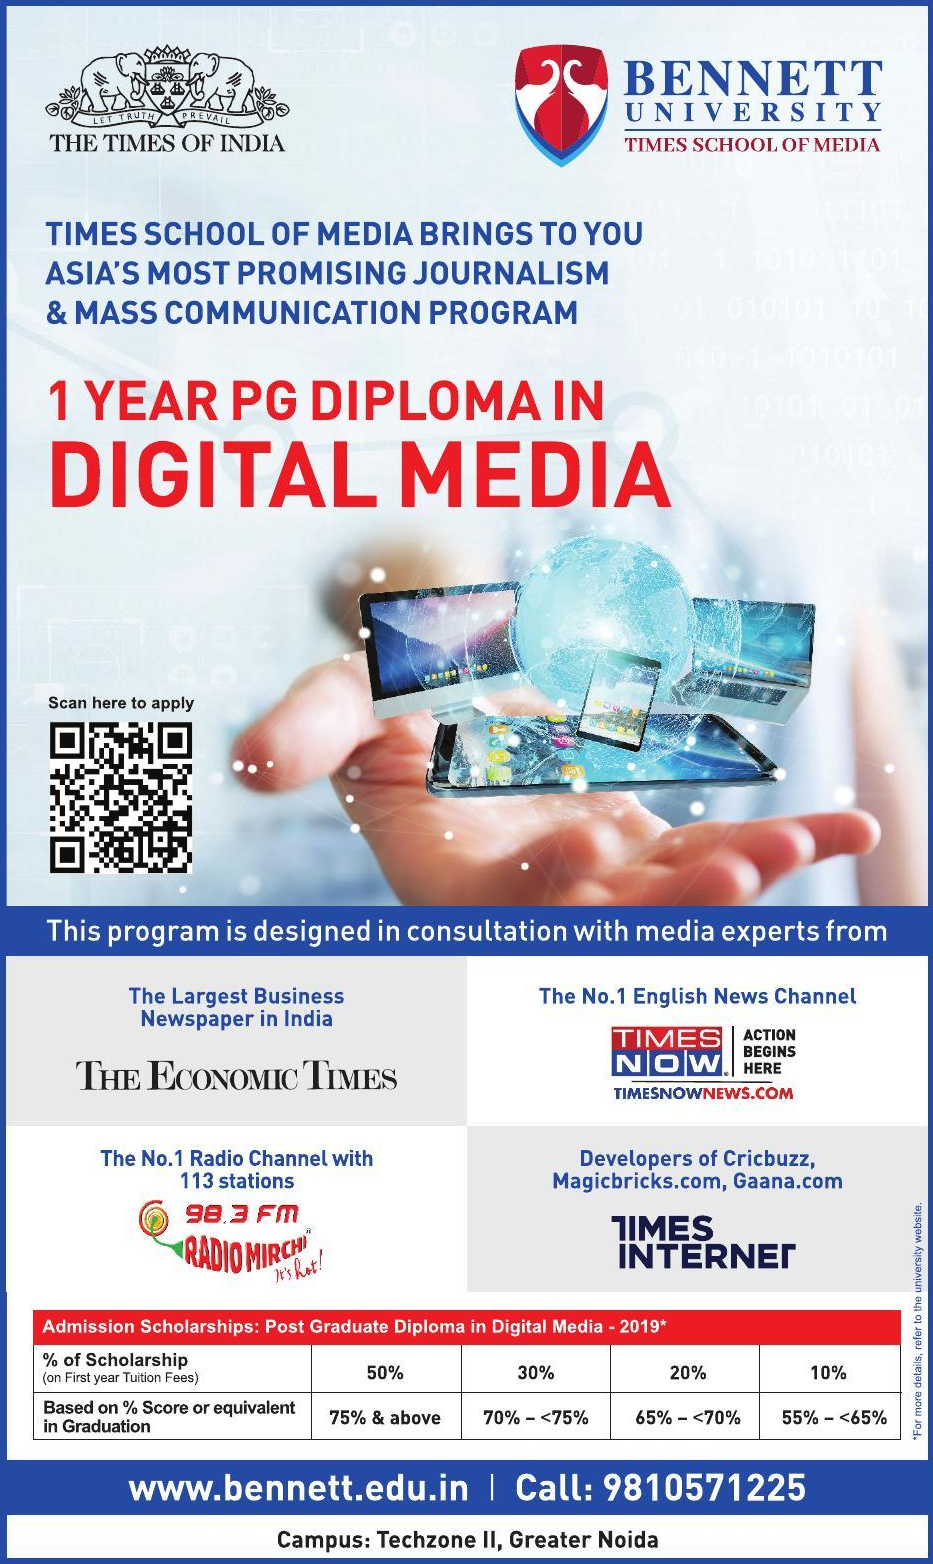 LET TRUTH PREVAIL
THE TIMES OF INDIA
BENNETT
UNIVERSITY
TIMES SCHOOL OF MEDIA
TIMES SCHOOL OF MEDIA BRINGS TO YOU
ASIA'S MOST PROMISING JOURNALISM
& MASS COMMUNICATION PROGRAM
1 YEAR PG DIPLOMA IN
DIGITAL MEDIA
Scan here to apply
This program is designed in consultation with media experts from
The Largest Business
Newspaper in India
THE ECONOMIC TIMES
The No.1 English News Channel
TIMES
NOW
ACTION
BEGINS
HERE
TIMESNOWNEWS.COM
The No.1 Radio Channel with
113 stations
98.3 FM
RADIO MIRCHI
It's hot!
Developers of Cricbuzz,
Magicbricks.com, Gaana.com
TIMES
INTERNET
Admission Scholarships: Post Graduate Diploma in Digital Media - 2019*
% of Scholarship
(on First year Tuition Fees)
50% 30% 20% 10%
Based on % Score or equivalent
in Graduation
75% & above 70% – <75% 65% – <70% 55% – <65%
*For more details, refer to the university website.
www.bennett.edu.in | Call: 9810571225
Campus: Techzone II, Greater Noida